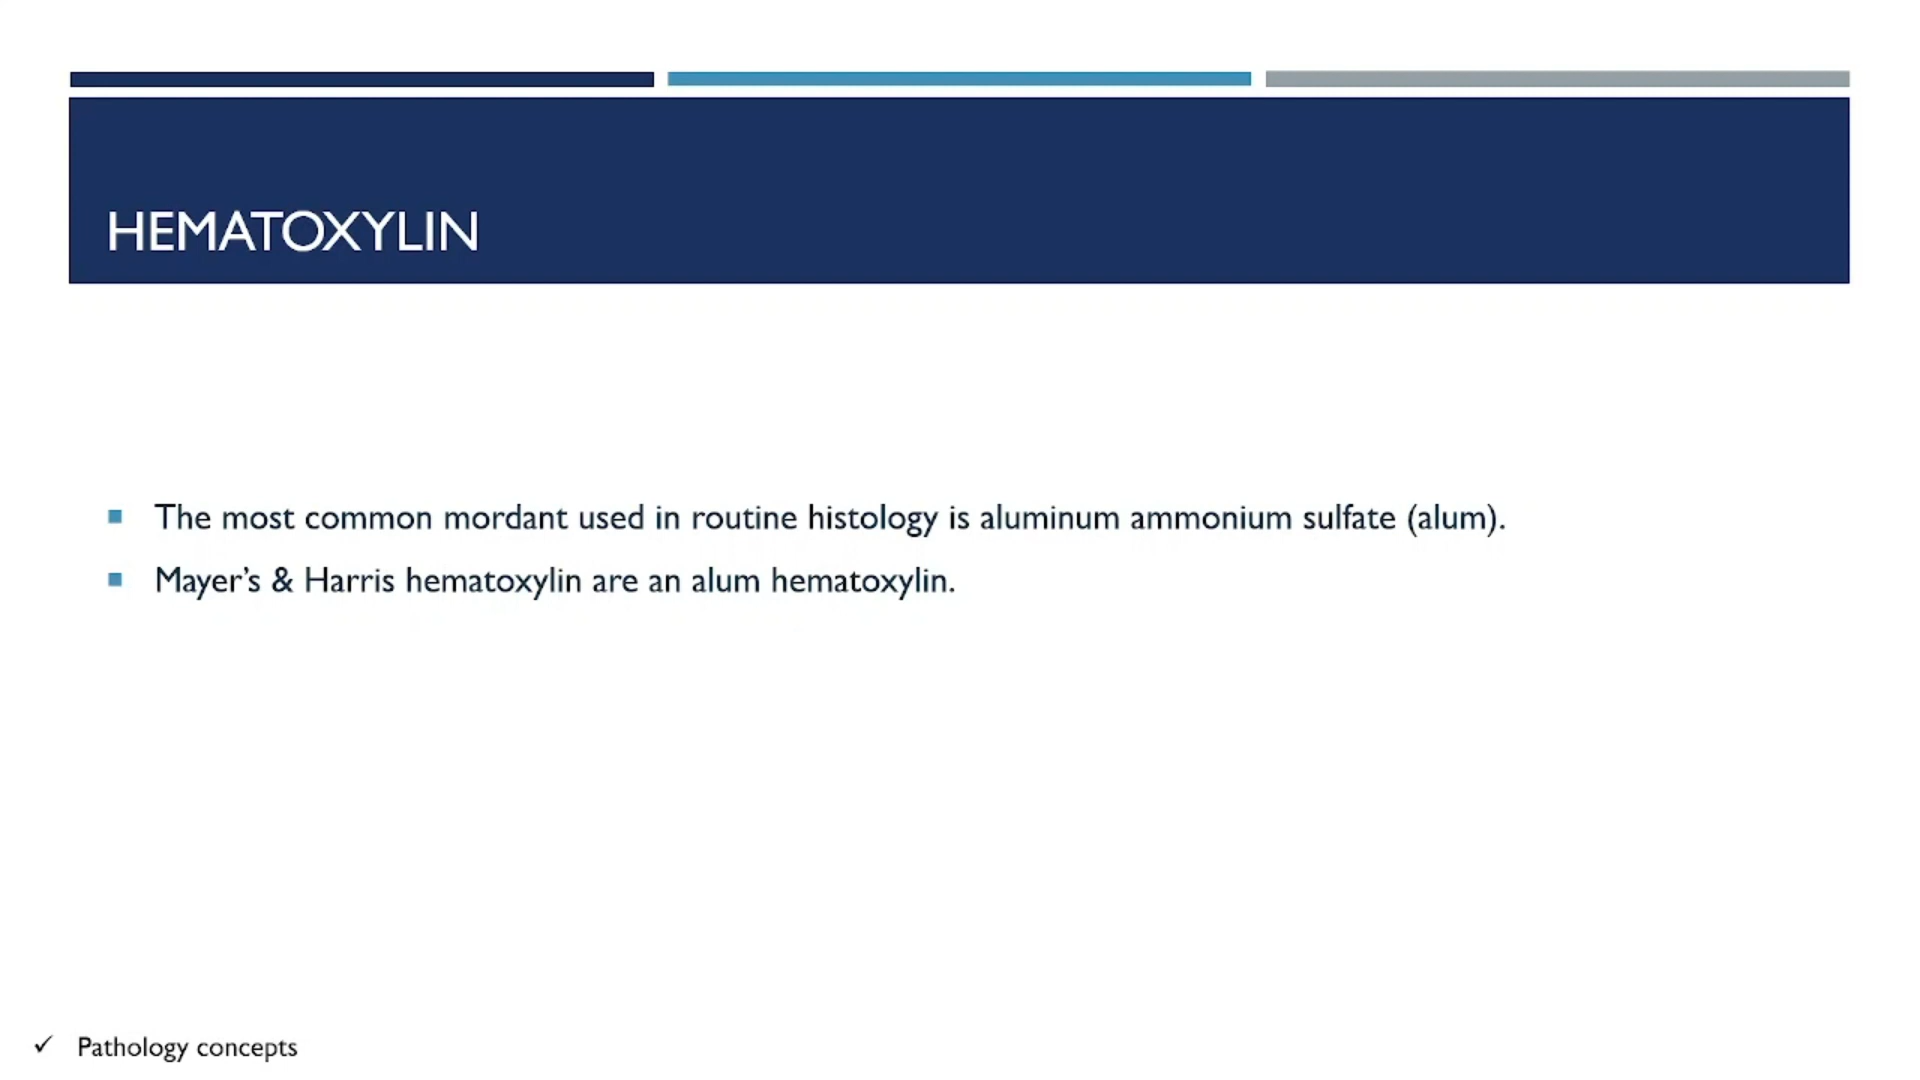 HEMATOXYLIN
The most common mordant used in routine histology is aluminum ammonium sulfate (alum).
Mayer’s & Harris hematoxylin are an alum hematoxylin.
✓ Pathology concepts